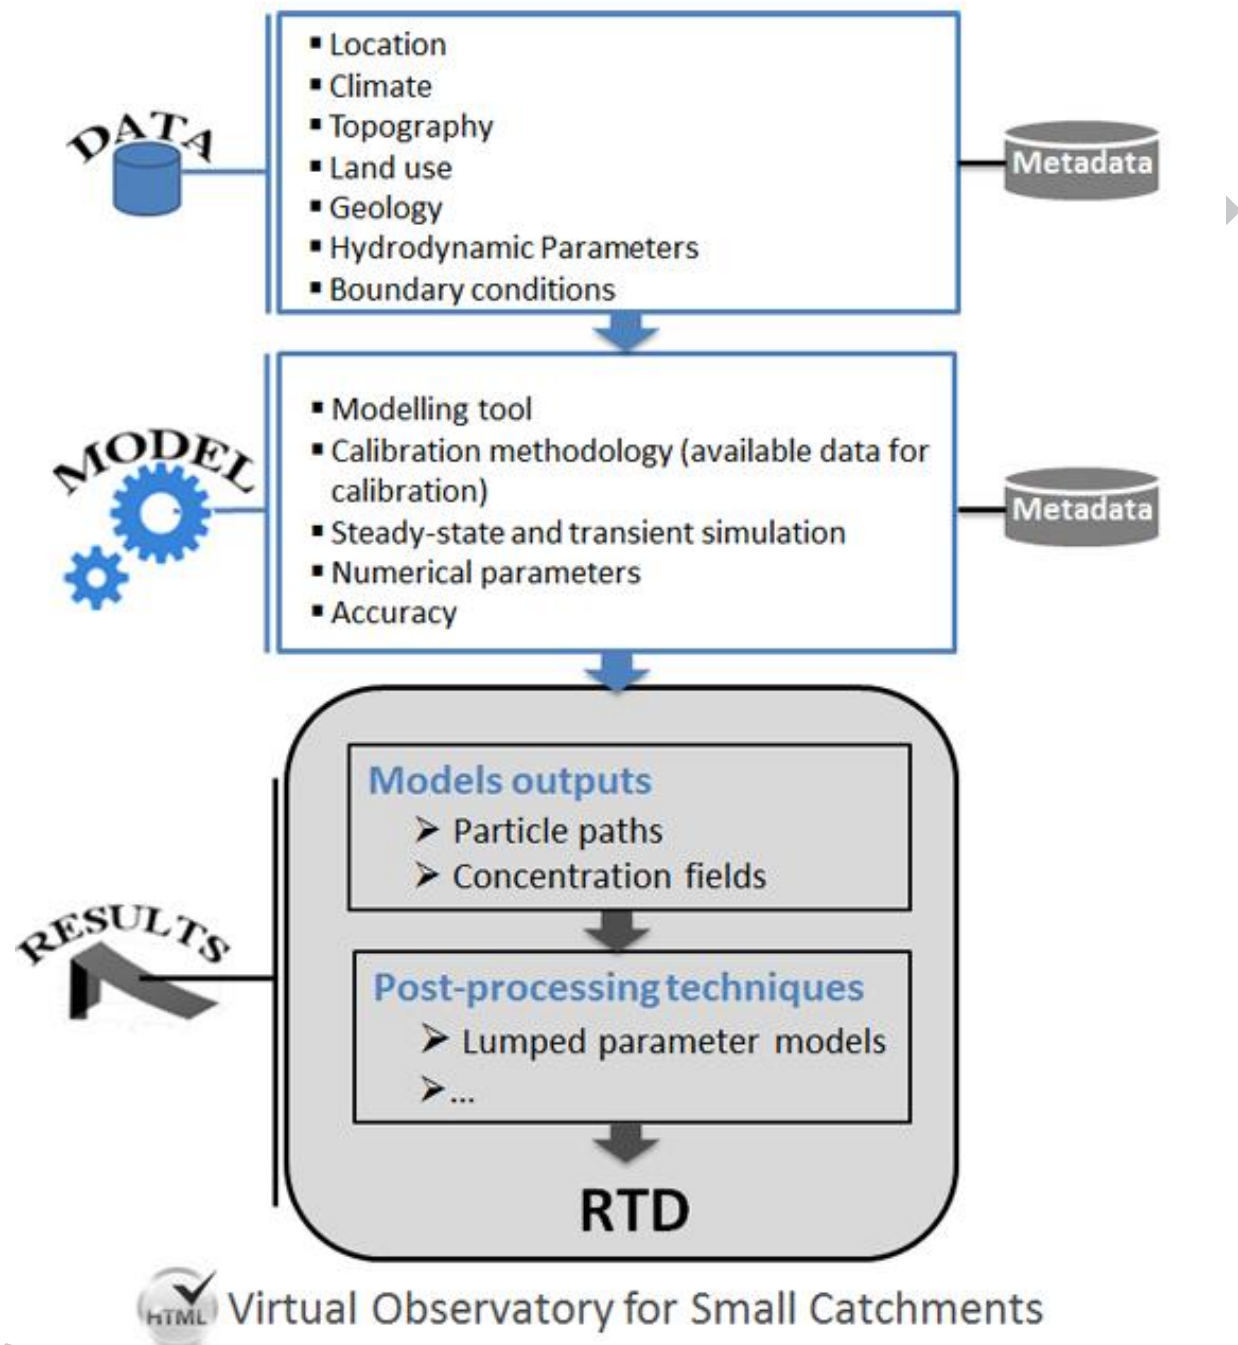 DATA
▪ Location
▪ Climate
▪ Topography
▪ Land use
▪ Geology
▪ Hydrodynamic Parameters
▪ Boundary conditions
Metadata
MODEL
▪ Modelling tool
▪ Calibration methodology (available data for
calibration)
▪ Steady-state and transient simulation
▪ Numerical parameters
▪ Accuracy
Metadata
RESULTS
Models outputs
➢ Particle paths
➢ Concentration fields
Post-processing techniques
➢ Lumped parameter models
➢ ...
RTD
HTML Virtual Observatory for Small Catchments